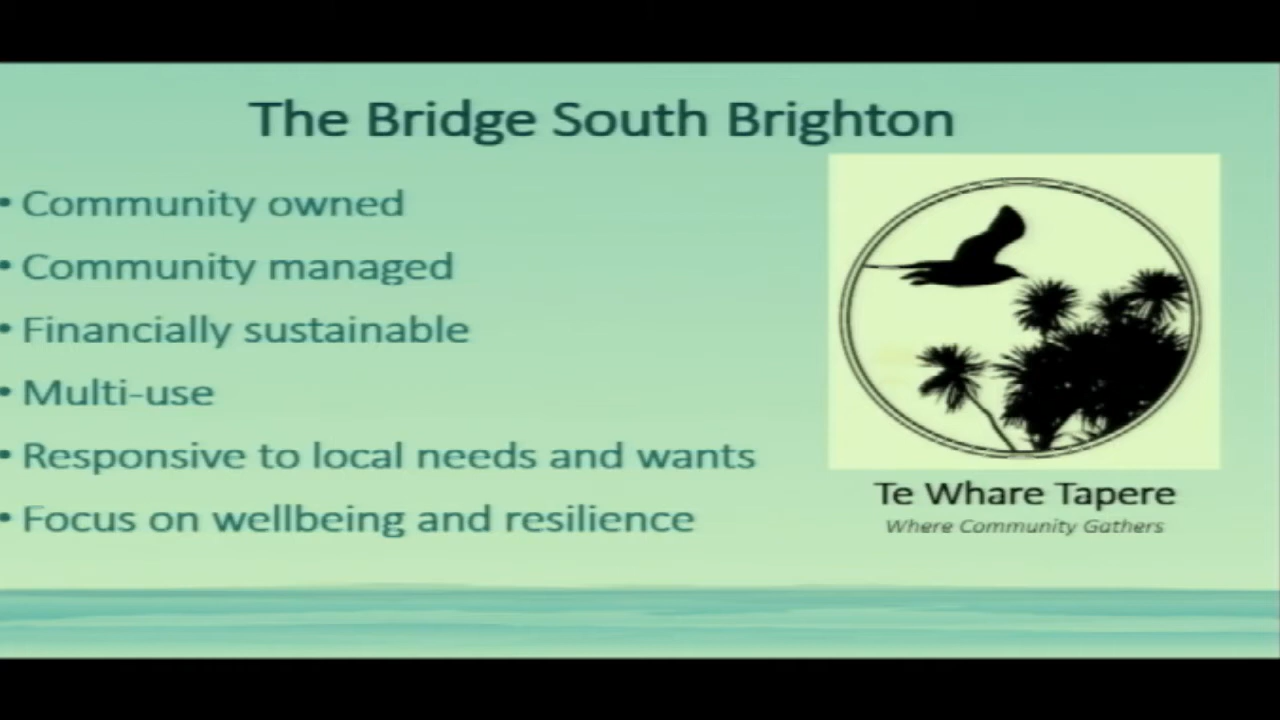 The Bridge South Brighton
• Community owned
• Community managed
• Financially sustainable
• Multi-use
• Responsive to local needs and wants
• Focus on wellbeing and resilience
Te Whare Tapere
Where Community Gathers